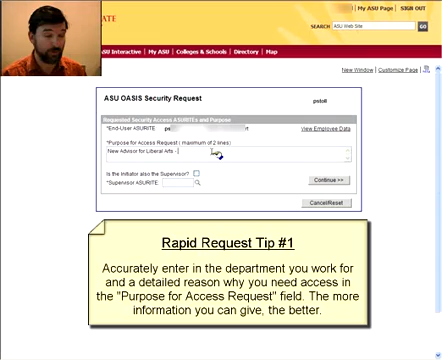 ATE
My ASU Page | SIGN OUT
SEARCH ASU Web Site GO
ASU Interactive | My ASU | Colleges & Schools | Directory | Map
New Window | Customize Page
ASU OASIS Security Request
pstoll
Requested Security Access ASURITEs and Purpose
*End-User ASURITE View Employee Data
*Purpose for Access Request ( maximum of 2 lines:
New Advisor for Liberal Arts -
Is the Initiator also the Supervisor?
*Supervisor ASURITE Continue >>
Cancel/Reset
Rapid Request Tip #1
Accurately enter in the department you work for
and a detailed reason why you need access in
the "Purpose for Access Request" field. The more
information you can give, the better.